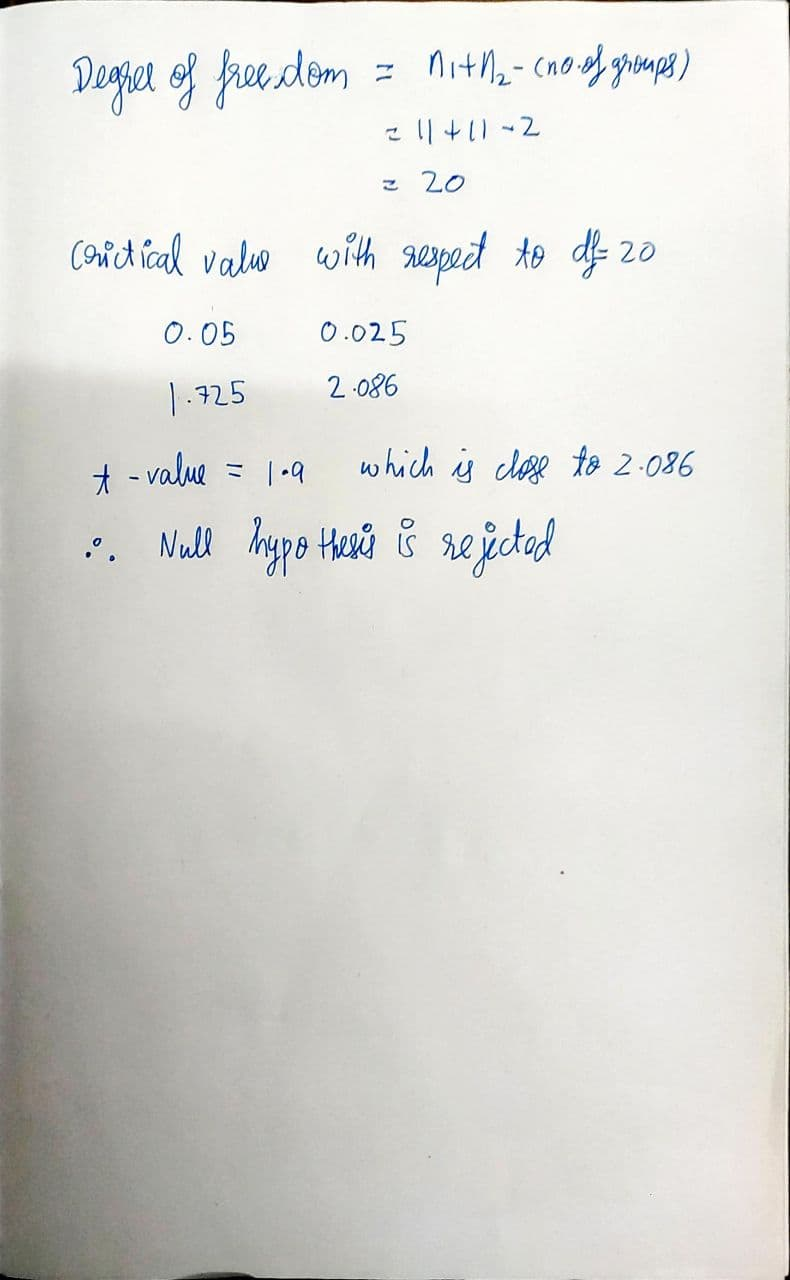 Degree of freedom = n₁+n₂-(no.of groups)
= 11+11-2
= 20
Critical value with respect to df= 20
0.05 0.025
1.725 2.086
t-value = 1.9 which is close to 2.086
∴ Null hypothesis is rejected